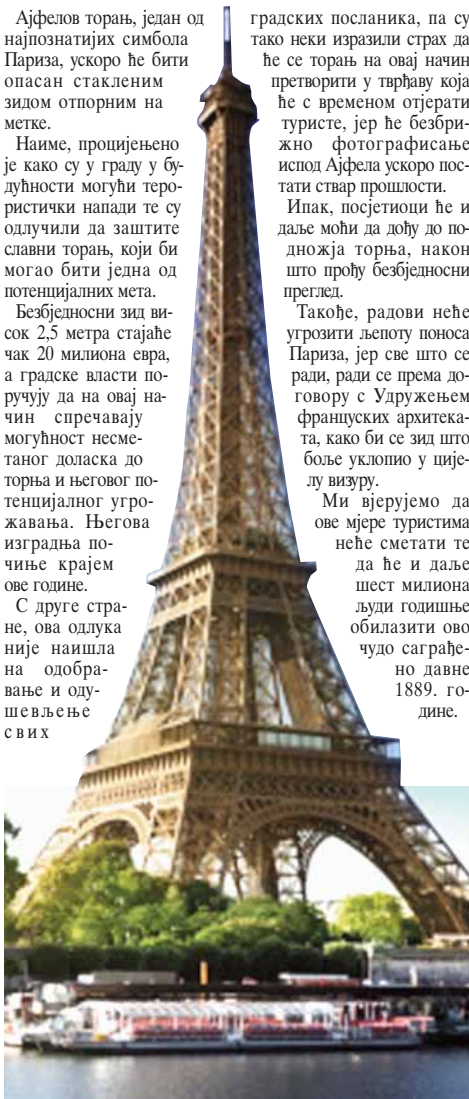 Ајфелов торањ, један од
најпознатијих симбола
Париза, ускоро ће бити
опасан стакленим
зидом отпорним на
метке.
Наиме, процијењено
је како су у граду у бу-
дућности могући теро-
ристички напади те су
одлучили да заштите
славни торањ, који би
могао бити једна од
потенцијалних мета.
Безбједносни зид ви-
сок 2,5 метра стајаће
чак 20 милиона евра,
а градске власти по-
ручују да на овај на-
чин спречавају
могућност несме-
таног доласка до
торња и његовог по-
тенцијалног угро-
жавања. Његова
изградња по-
чиње крајем
ове године.
С друге стра-
не, ова одлука
није наишла
на одобра-
вање и оду-
шевљење
свих
градских посланика, па су
тако неки изразили страх да
ће се торањ на овај начин
претворити у тврђаву која
ће с временом отјерати
туристе, јер ће безбри-
жно фотографисање
испод Ајфела ускоро пос-
тати ствар прошлости.
Ипак, посјетиоци ће и
даље моћи да дођу до по-
дножја торња, након
што прођу безбједносни
преглед.
Такође, радови неће
угрозити љепоту поноса
Париза, јер све што се
ради, ради се према до-
говору с Удружењем
француских архитека-
та, како би се зид што
боље уклопио у ције-
лу визуру.
Ми вјерујемо да
ове мјере туристима
неће сметати те
да ће и даље
шест милиона
људи годишње
обилазити ово
чудо саграђе-
но давне
1889. го-
дине.